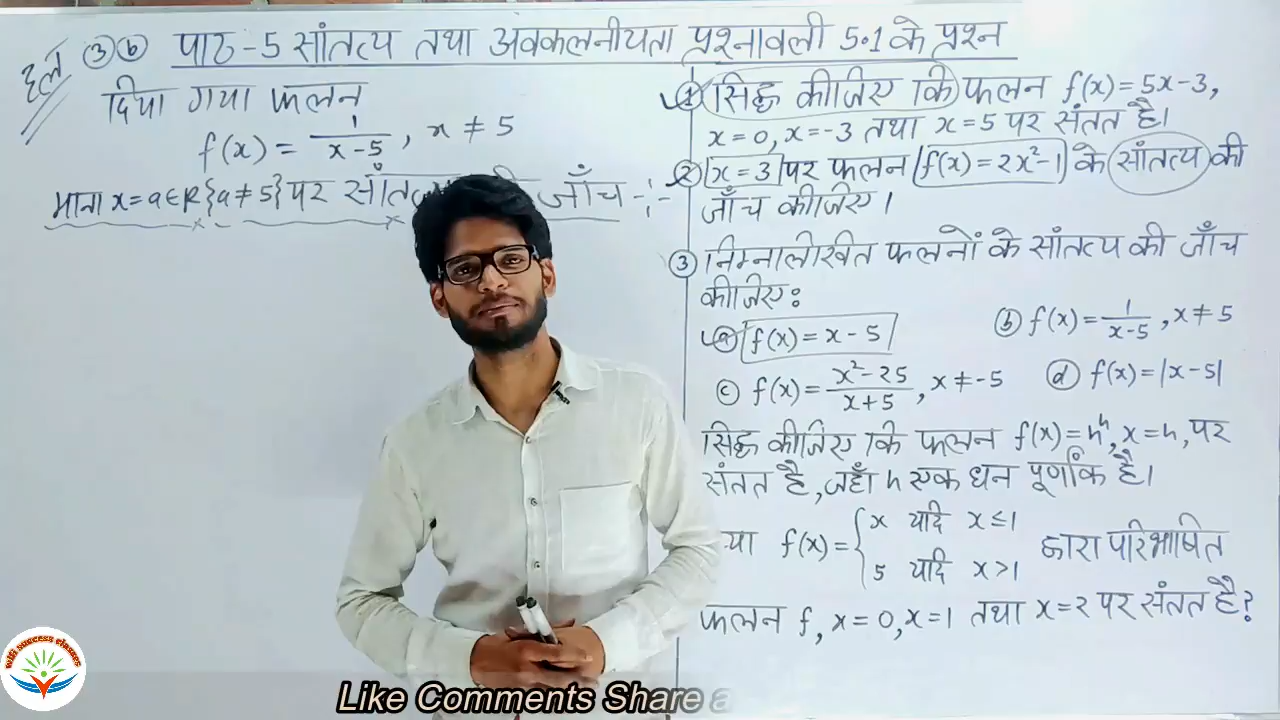 हल ③ⓑ पाठ-5 सांतत्य तथा अवकलनीयता प्रश्नावली 5.1 के प्रश्न
दिया गया फलन
f(x) = 1/(x-5), x ≠ 5
माना x=a∈R{a≠5} पर जाँच -:-
① सिद्ध कीजिए कि फलन f(x)=5x-3,
x=0, x=-3 तथा x=5 पर संतत है।
② x=3 पर फलन f(x)=2x²-1 के सांतत्य की
जाँच कीजिए।
③ निम्नलिखित फलनों के सांतत्य की जाँच
कीजिए:
ⓐ f(x)=x-5 ⓑ f(x)=1/(x-5), x≠5
ⓒ f(x)=(x²-25)/(x+5), x≠-5 ⓓ f(x)=|x-5|
सिद्ध कीजिए कि फलन f(x)=xⁿ, x=n, पर
संतत है, जहाँ n एक धन पूर्णांक है।
f(x)={x यदि x≤1
5 यदि x>1 द्वारा परिभाषित
फलन f, x=0, x=1 तथा x=2 पर संतत है?
wifi success classes
Like Comments Share